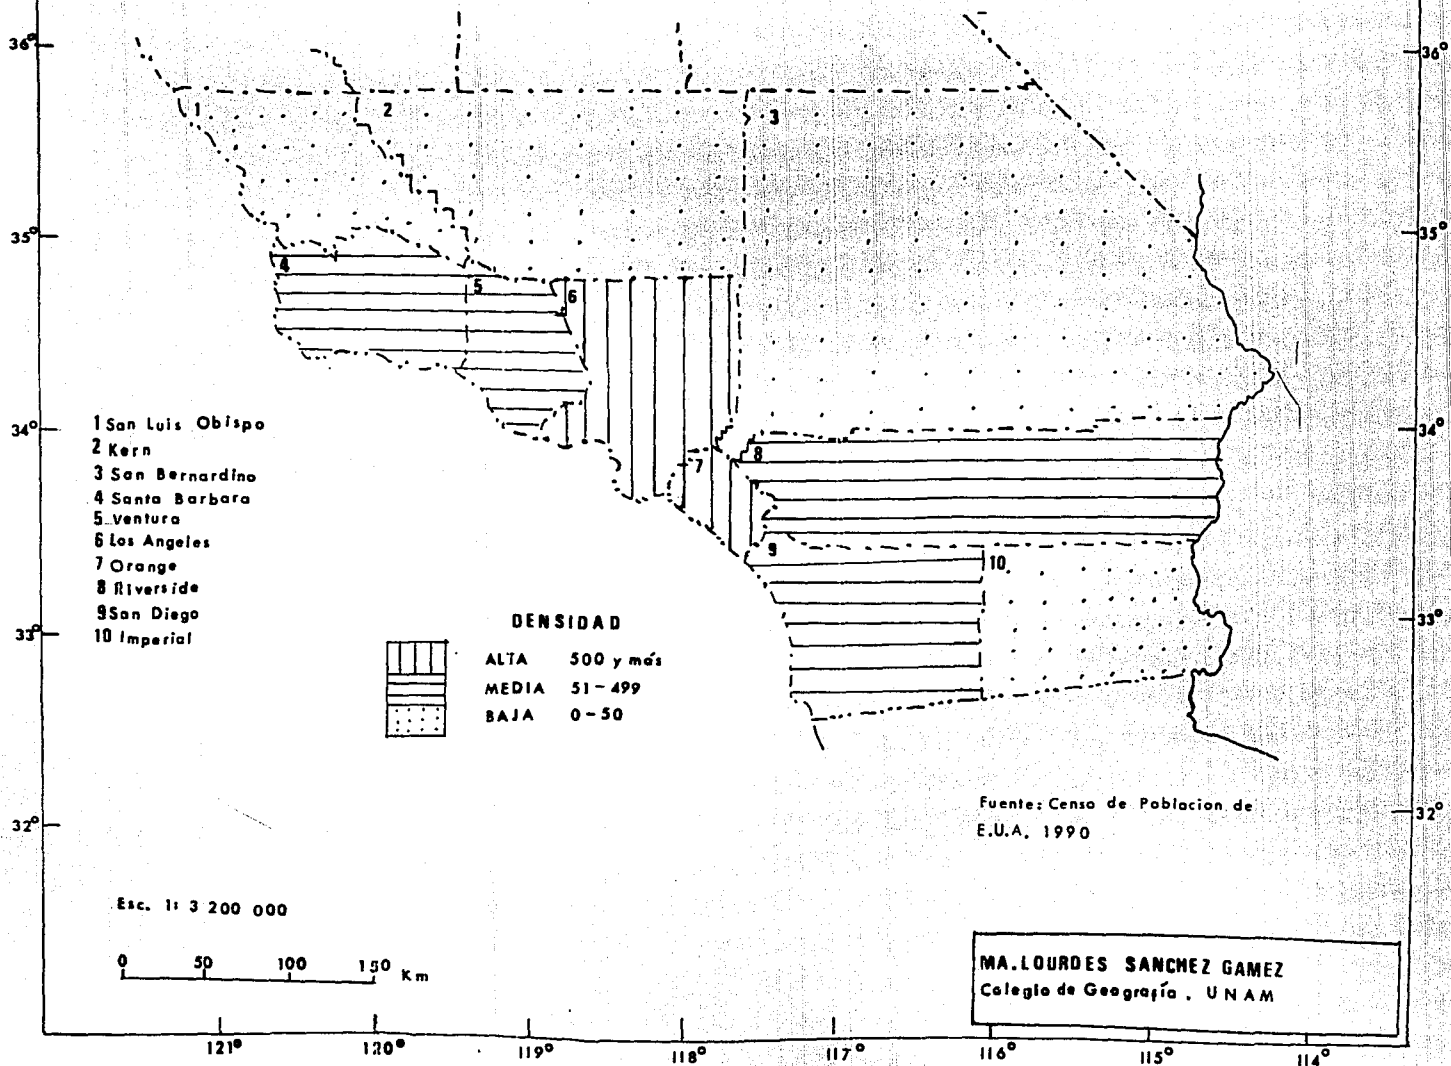 36° 36°
1 2 3
35° 35°
4 5 6
34° 34°
7 8
9 10
1 San Luis Obispo
2 Kern
3 San Bernardino
4 Santa Barbara
5 Ventura
6 Los Angeles
7 Orange
8 Riverside
9 San Diego
10 Imperial
33° 33°
DENSIDAD
ALTA 500 y más
MEDIA 51-499
BAJA 0-50
32° 32°
Fuente: Censo de Poblacion de
E.U.A. 1990
Esc. 1: 3 200 000
0 50 100 150 Km
MA. LOURDES SANCHEZ GAMEZ
Colegio de Geografía. UNAM
121° 120° 119° 118° 117° 116° 115° 114°